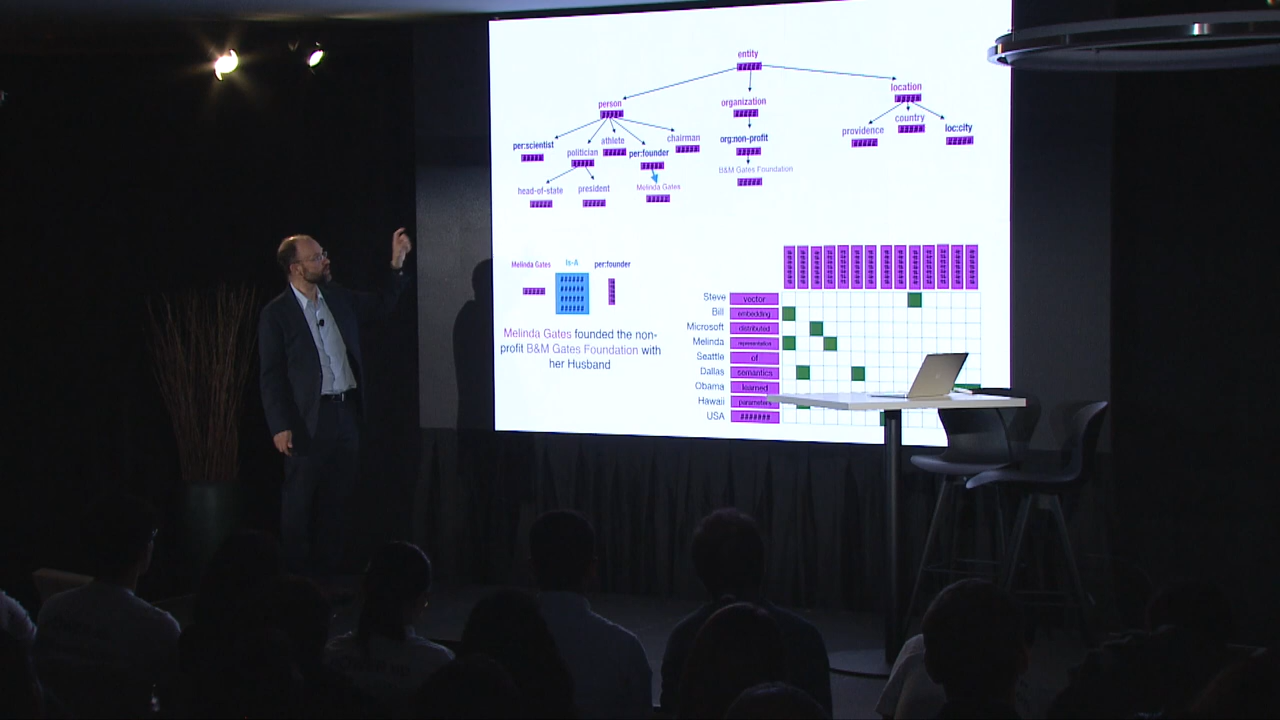 entity
person
organization
location
per:scientist
politician
athlete
per:founder
chairman
org:non-profit
providence
country
loc:city
head-of-state
president
Melinda Gates
B&M Gates Foundation
Melinda Gates
Is-A
per:founder
Melinda Gates founded the non-
profit B&M Gates Foundation with
her Husband
Steve vector
Bill embedding
Microsoft distributed
Melinda representation
Seattle of
Dallas semantics
Obama learned
Hawaii parameters
USA #######